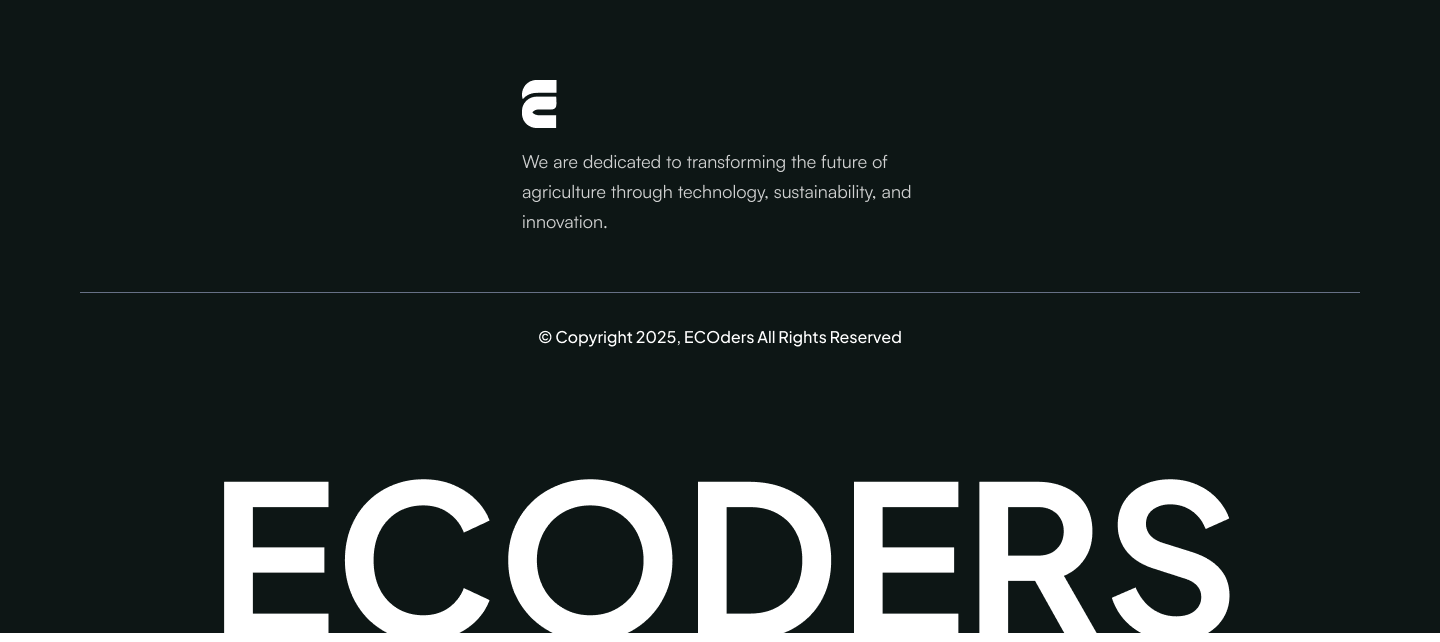 We are dedicated to transforming the future of
agriculture through technology, sustainability, and
innovation.
© Copyright 2025, ECOders All Rights Reserved
ECODERS